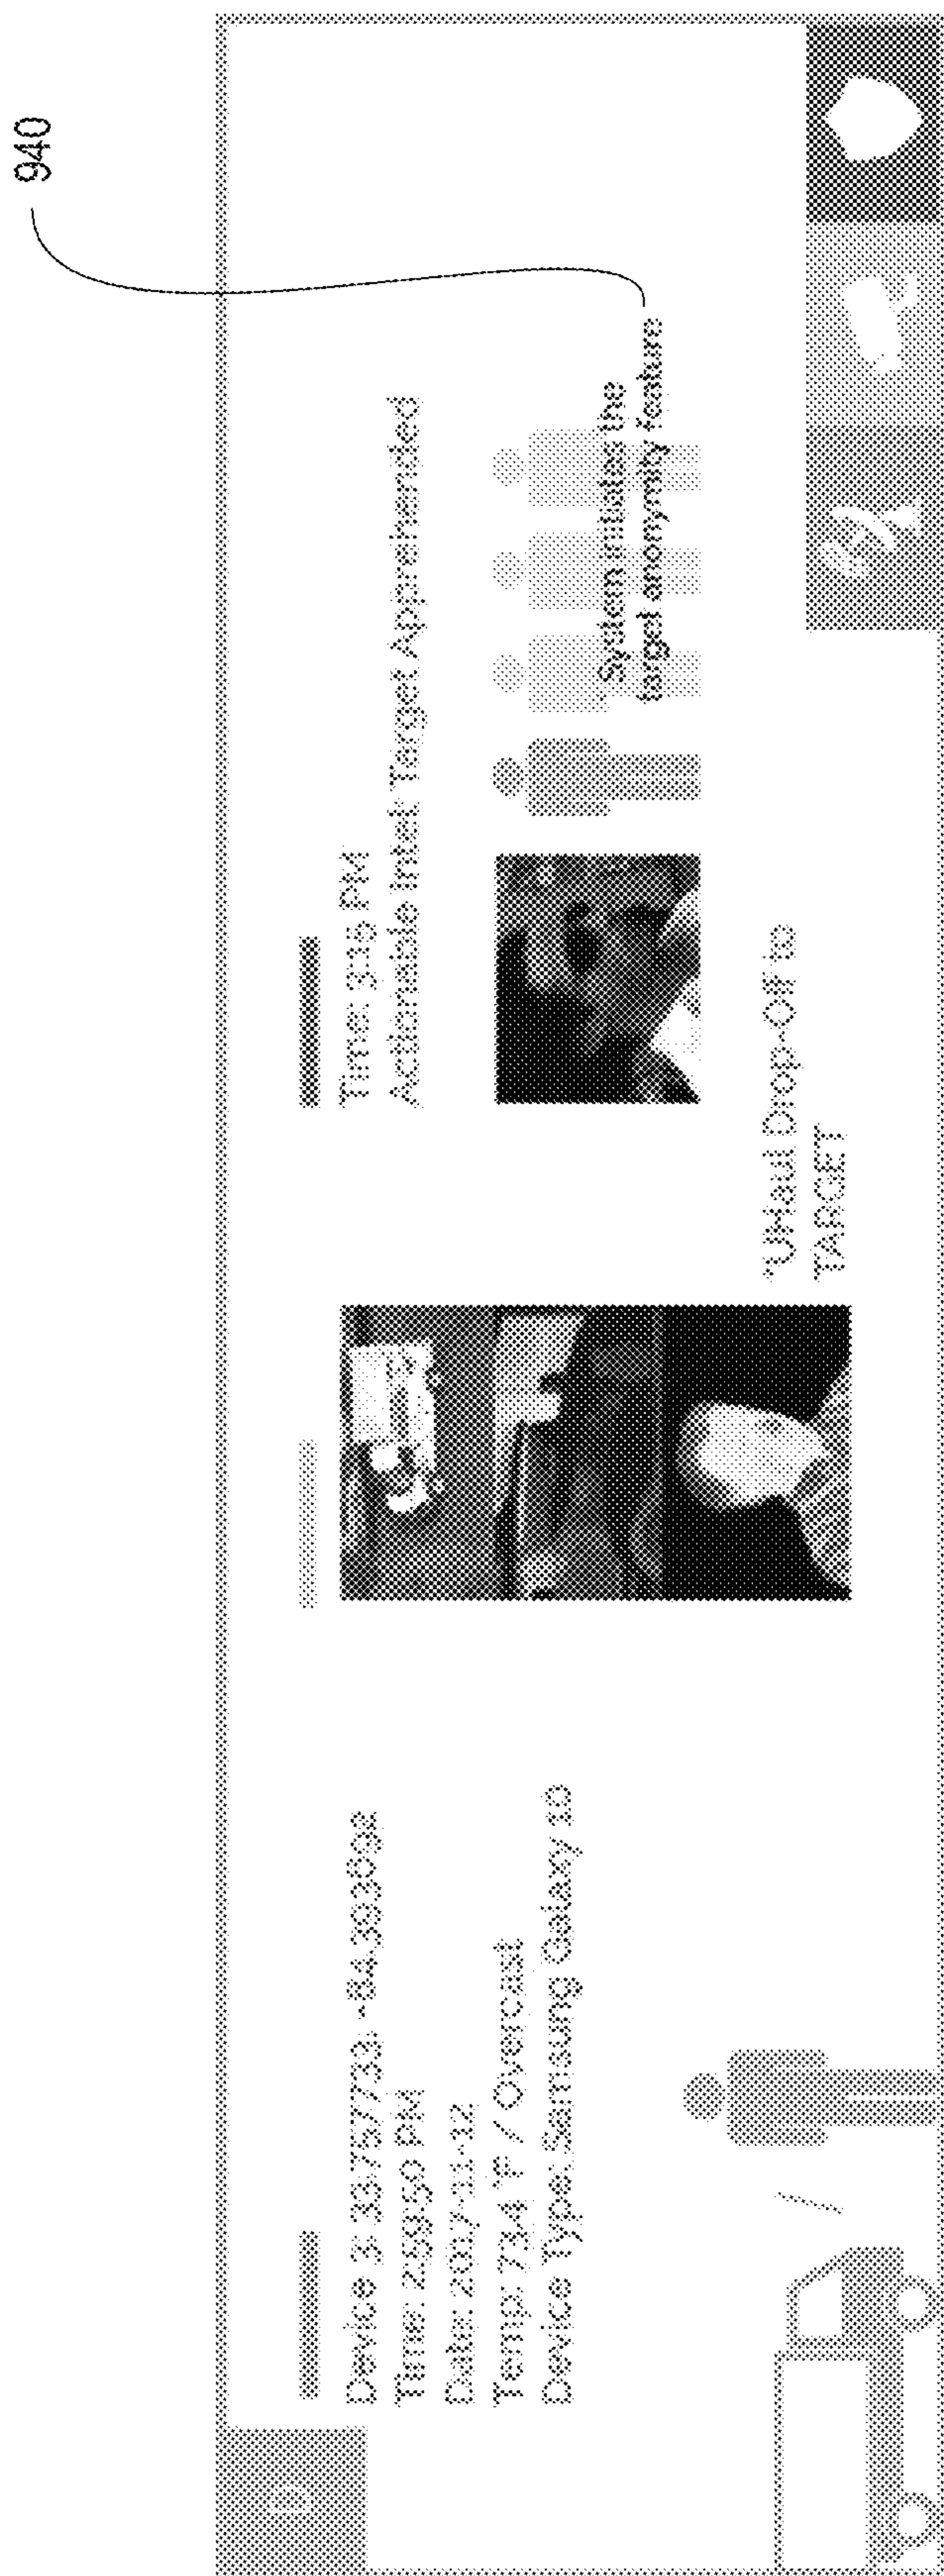 940
Device 3: 33.757733; -84.393092
Time: 2:59:50 PM
Date: 2017-11-12
Temp: 73.4 °F / Overcast
Device Type: Samsung Galaxy 10
Time: 3:15 PM
Actionable Intel: Target Apprehended
System initiates the
target anonymity feature
*UHaul Drop-Off to
TARGET